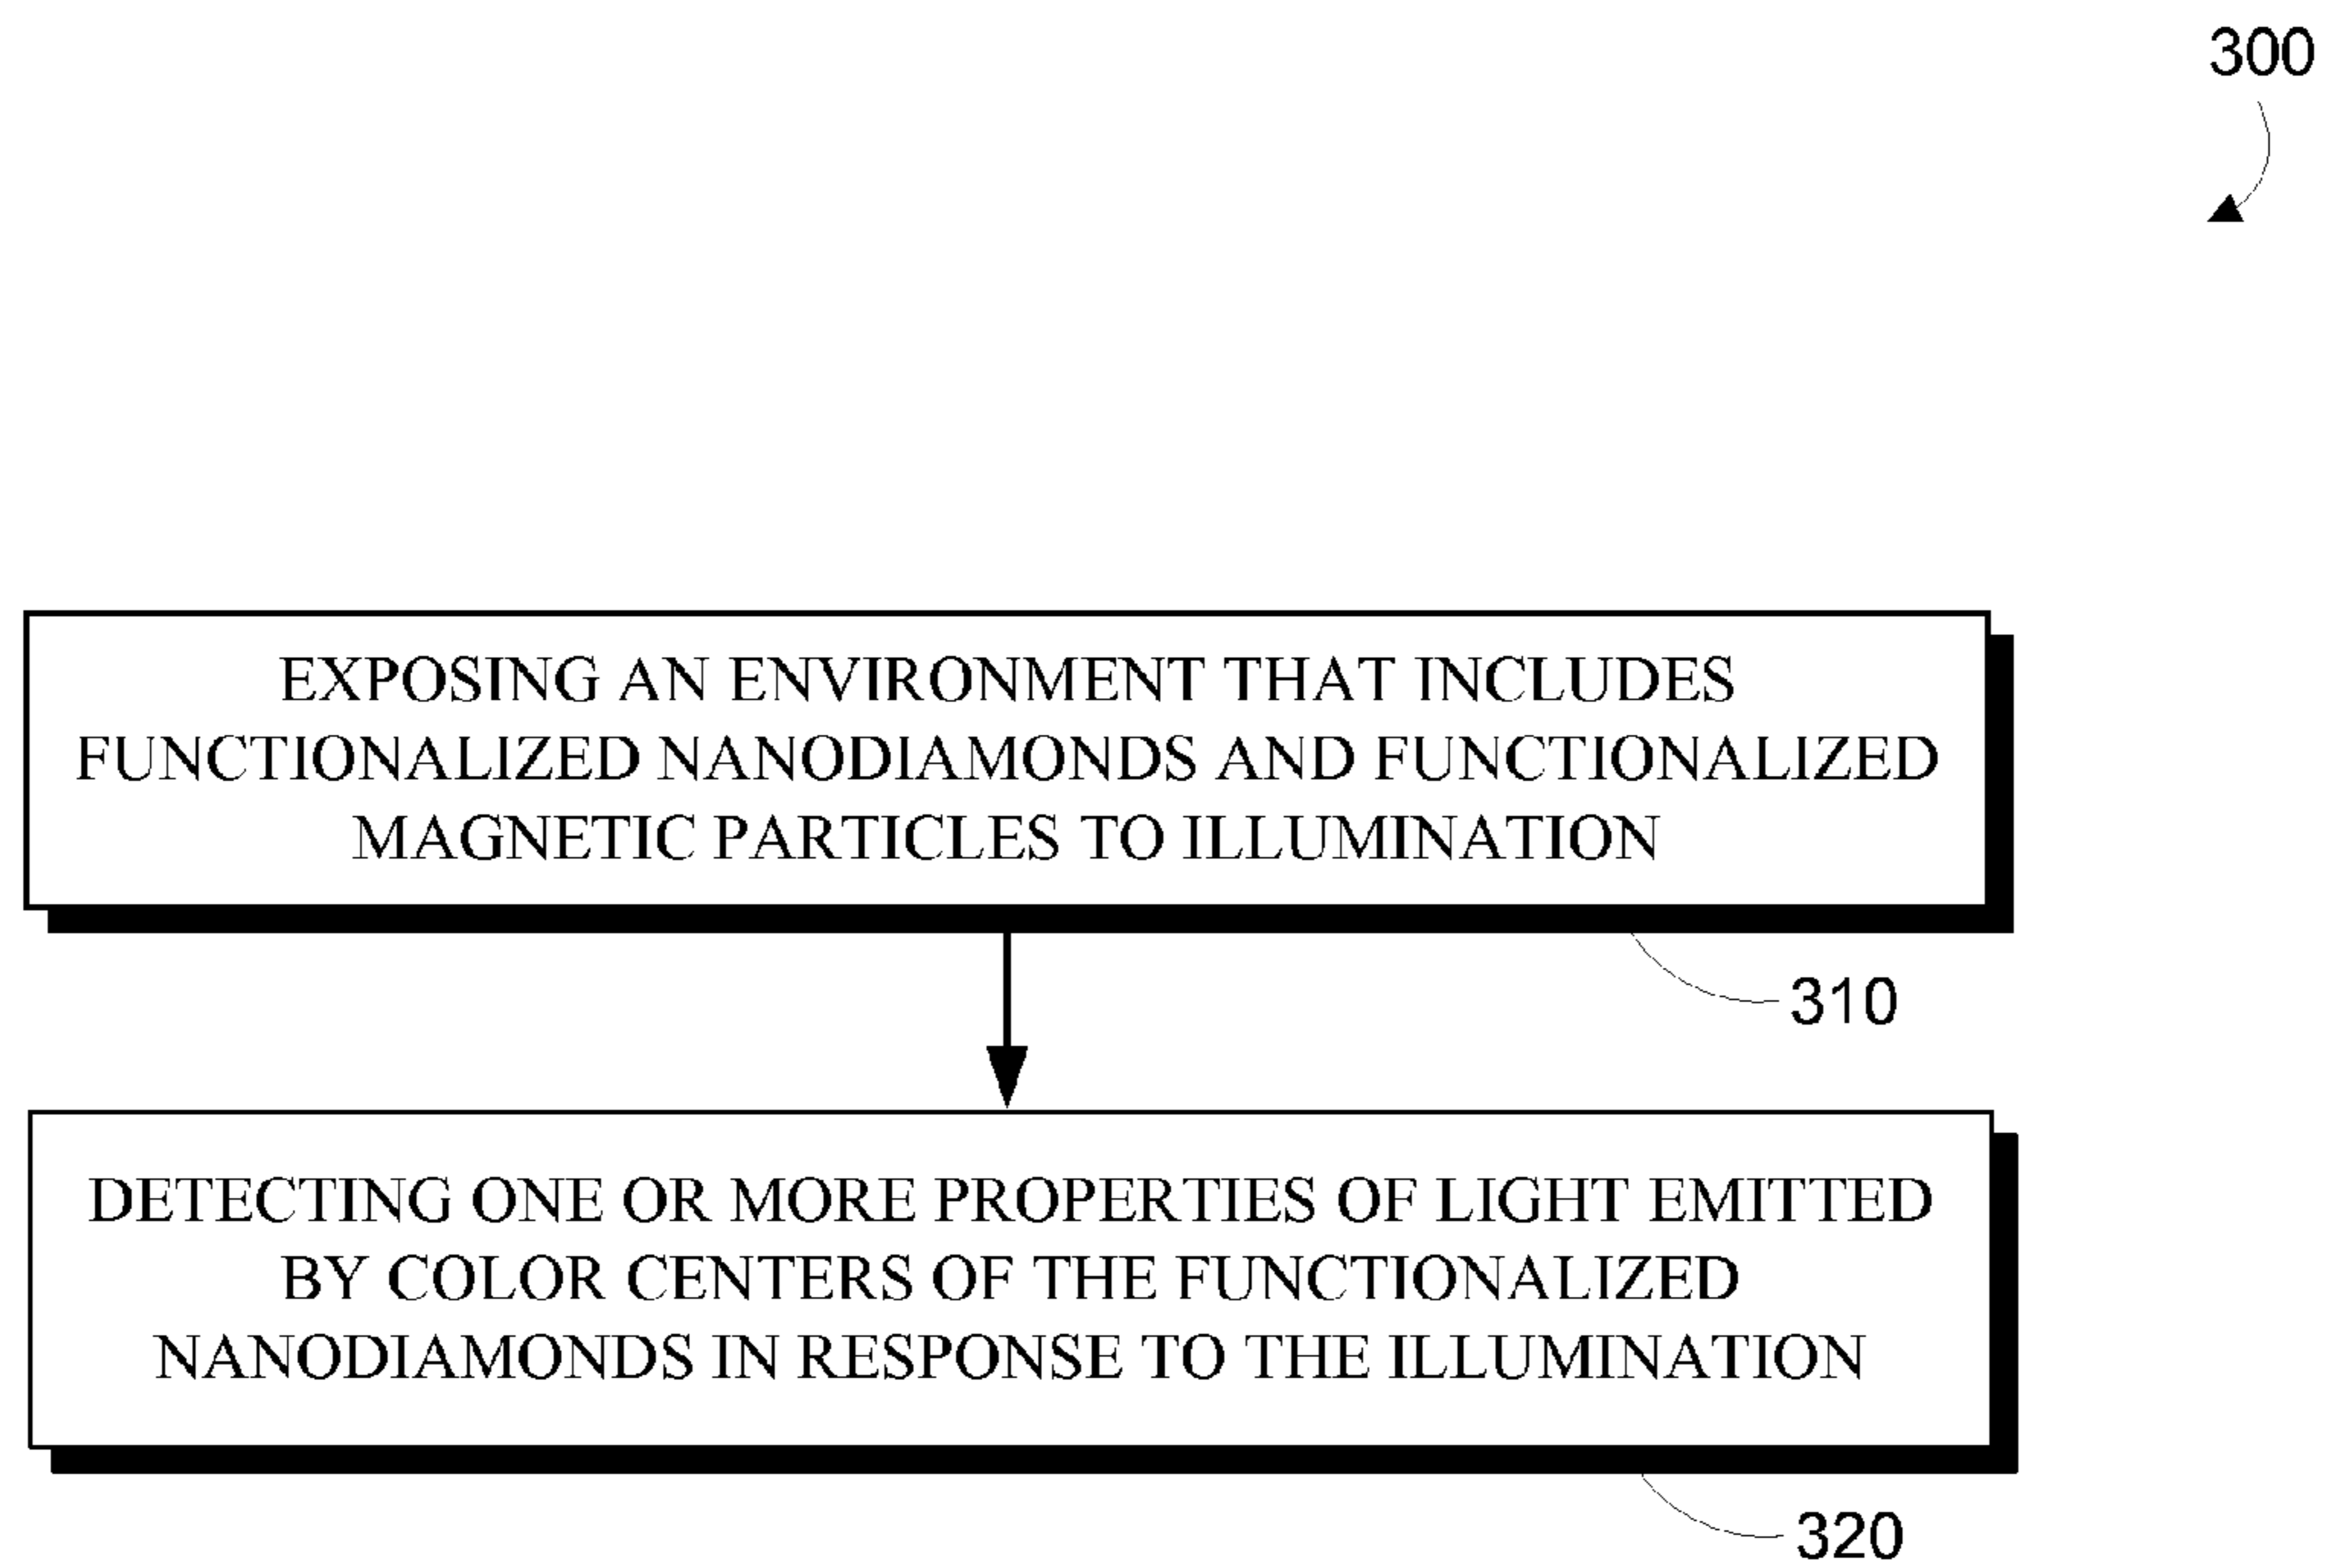 300
EXPOSING AN ENVIRONMENT THAT INCLUDES
FUNCTIONALIZED NANODIAMONDS AND FUNCTIONALIZED
MAGNETIC PARTICLES TO ILLUMINATION
310
DETECTING ONE OR MORE PROPERTIES OF LIGHT EMITTED
BY COLOR CENTERS OF THE FUNCTIONALIZED
NANODIAMONDS IN RESPONSE TO THE ILLUMINATION
320